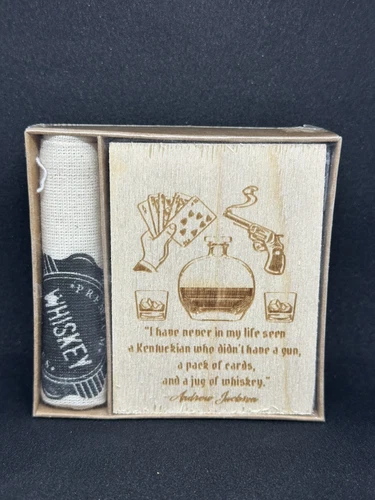 PREM
WHISKEY
"I have never in my life seen
a Kentuckian who didn't have a gun,
a pack of cards,
and a jug of whiskey."
-Andrew Jackson